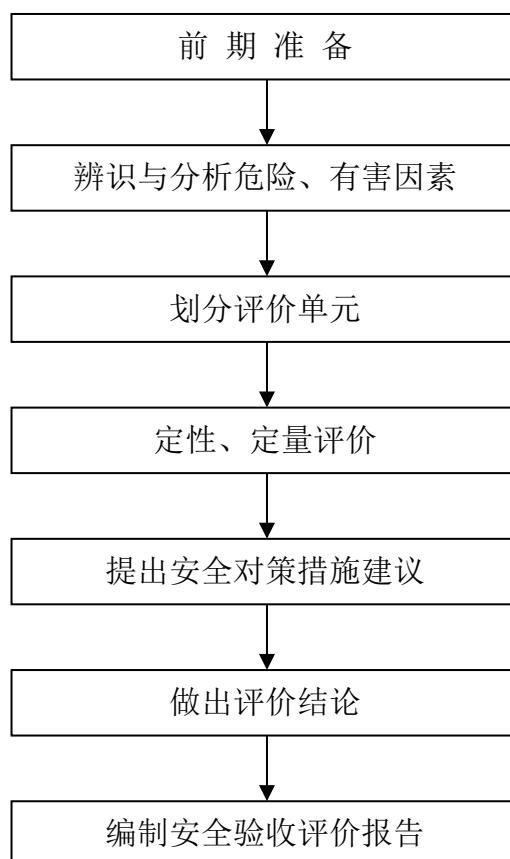 前 期 准 备
辨识与分析危险、有害因素
划分评价单元
定性、定量评价
提出安全对策措施建议
做出评价结论
编制安全验收评价报告